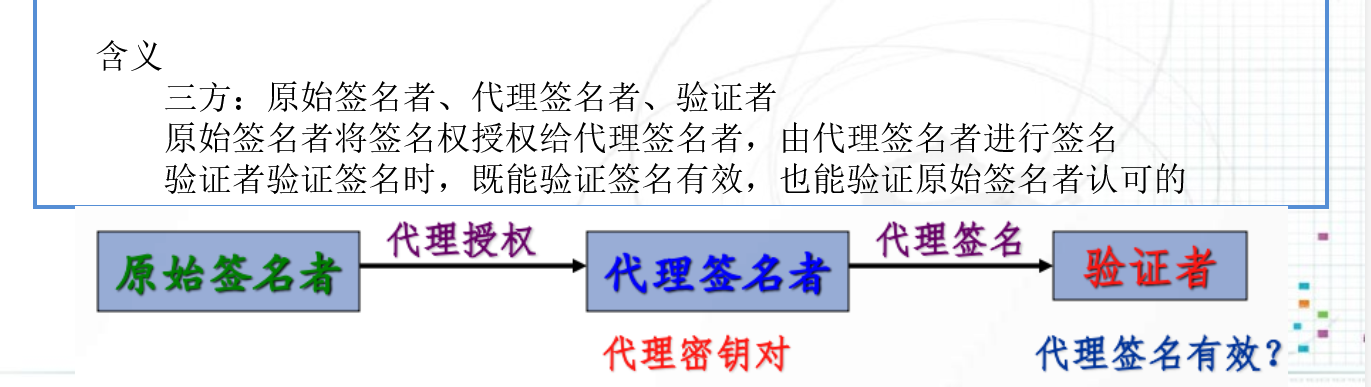 含义
三方：原始签名者、代理签名者、验证者
原始签名者将签名权授权给代理签名者，由代理签名者进行签名
验证者验证签名时，既能验证签名有效，也能验证原始签名者认可的
原始签名者 代理授权 代理签名者 代理签名 验证者
代理密钥对 代理签名有效？